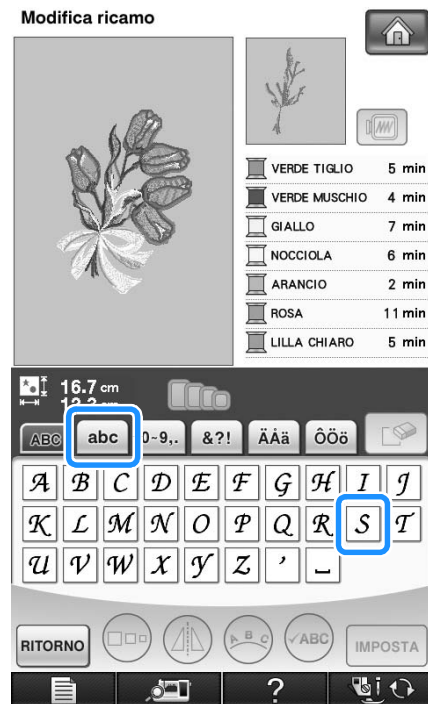 Modifica ricamo
VERDE TIGLIO 5 min
VERDE MUSCHIO 4 min
GIALLO 7 min
NOCCIOLA 6 min
ARANCIO 2 min
ROSA 11 min
LILLA CHIARO 5 min
16.7 cm
ABC abc 0~9,. &?! ÄÅä ÔÖö
A B C D E F G H I J
K L M N O P Q R S T
U V W X Y Z ’ ⎵
RITORNO A B C ✓ABC IMPOSTA
?